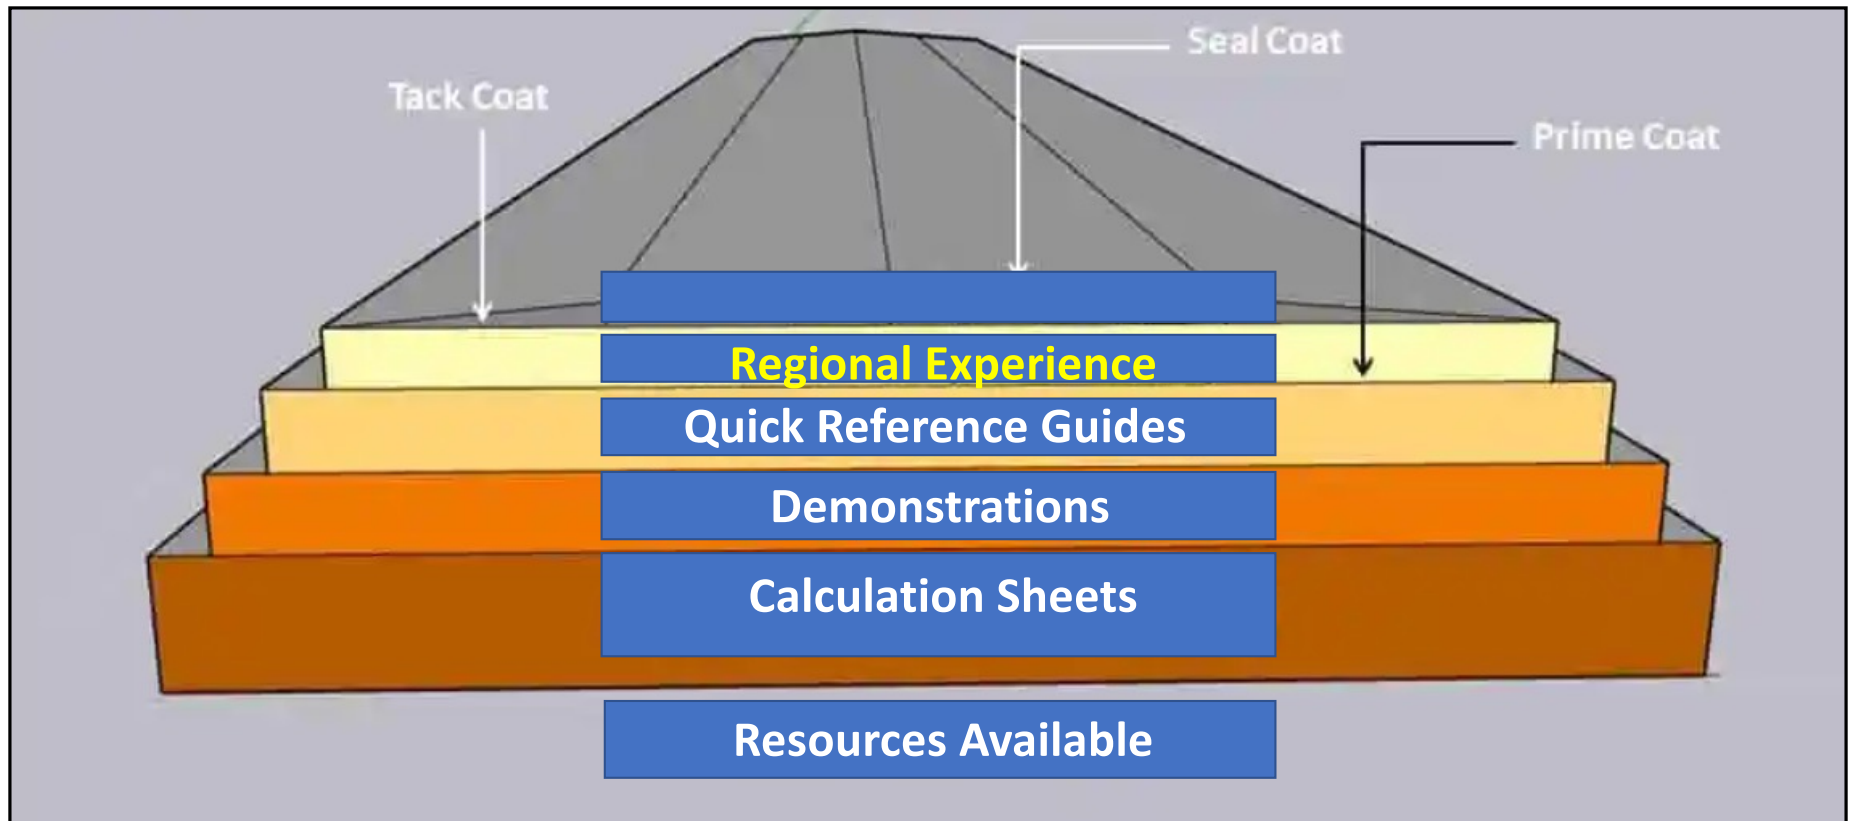 Seal Coat
Tack Coat
Prime Coat
Regional Experience
Quick Reference Guides
Demonstrations
Calculation Sheets
Resources Available